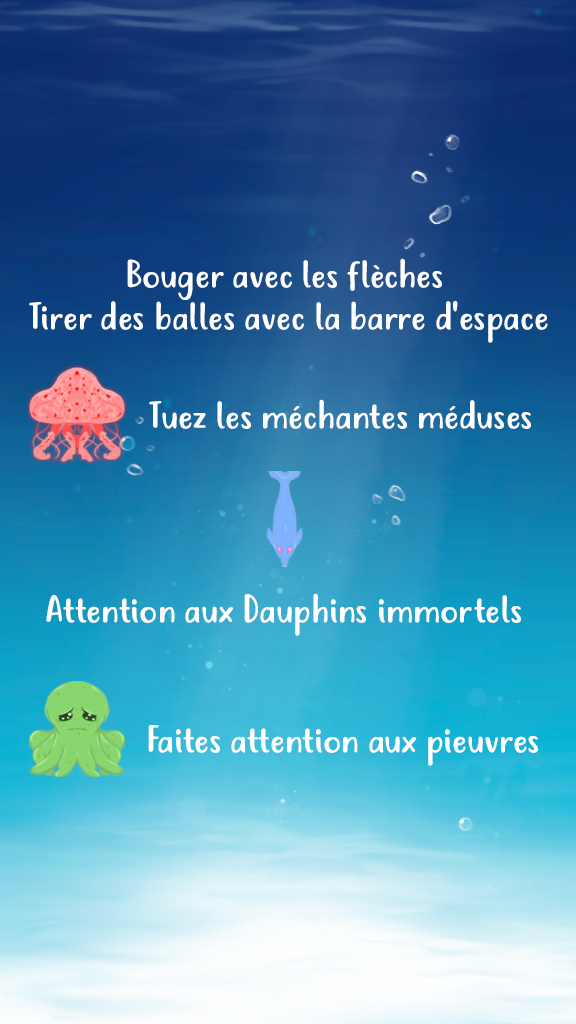 Bouger avec les flèches
Tirer des balles avec la barre d'espace
Tuez les méchantes méduses
Attention aux Dauphins immortels
Faites attention aux pieuvres